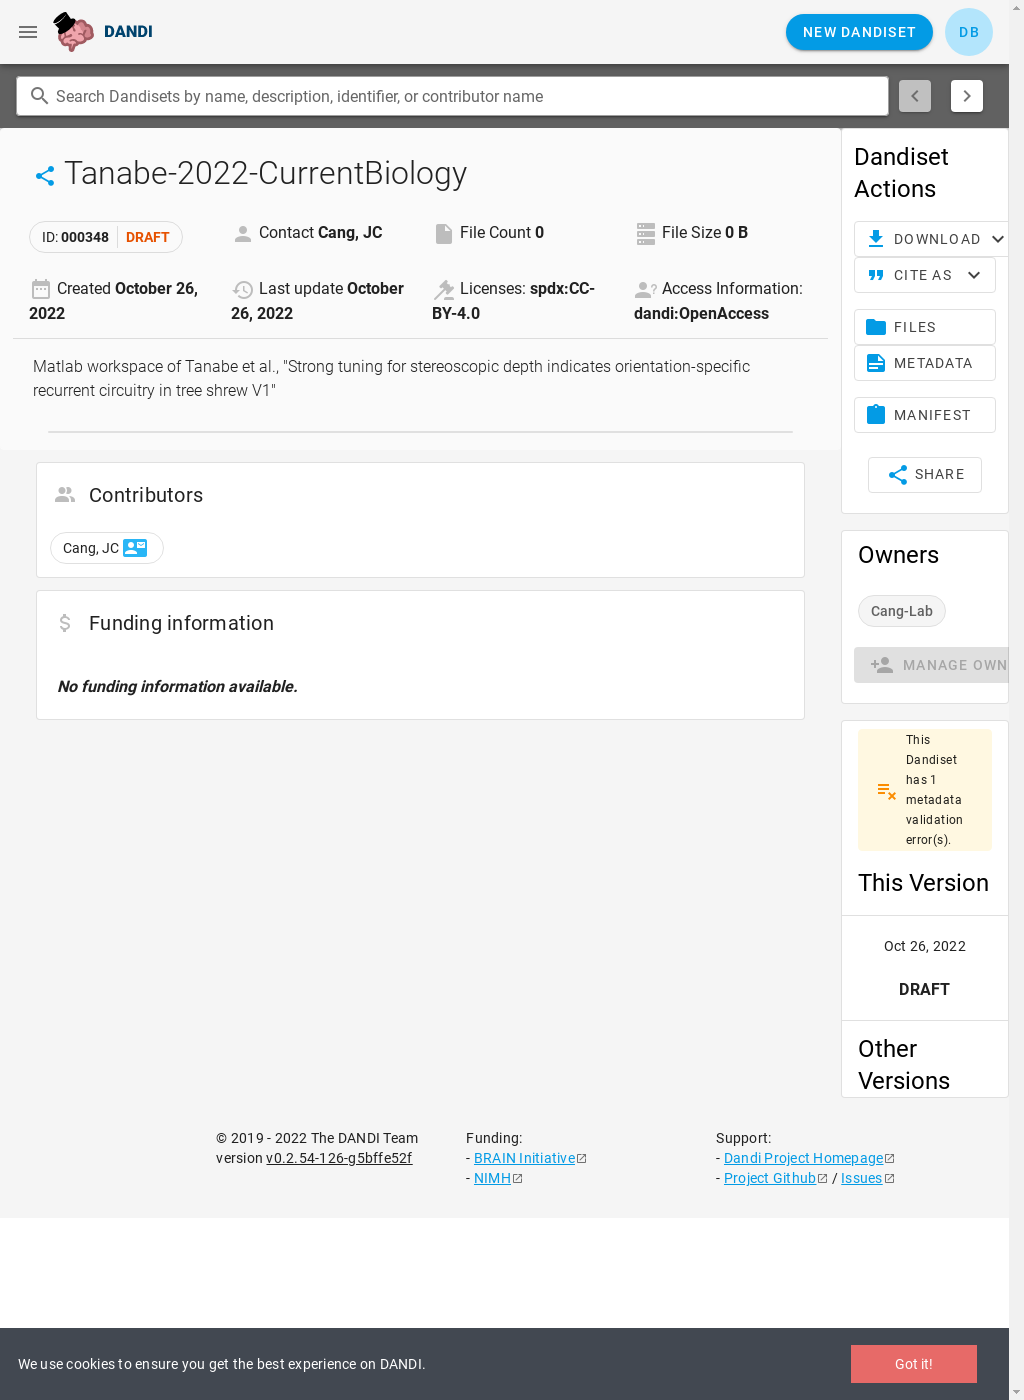 DANDI
NEW DANDISET
DB
Search Dandisets by name, description, identifier, or contributor name
Tanabe-2022-CurrentBiology
ID: 000348 DRAFT
Contact Cang, JC
File Count 0
File Size 0 B
Created October 26,
2022
Last update October
26, 2022
Licenses: spdx:CC-
BY-4.0
Access Information:
dandi:OpenAccess
Matlab workspace of Tanabe et al., "Strong tuning for stereoscopic depth indicates orientation-specific
recurrent circuitry in tree shrew V1"
Contributors
Cang, JC
Funding information
No funding information available.
Dandiset
Actions
DOWNLOAD
CITE AS
FILES
METADATA
MANIFEST
SHARE
Owners
Cang-Lab
MANAGE OWN
This
Dandiset
has 1
metadata
validation
error(s).
This Version
Oct 26, 2022
DRAFT
Other
Versions
© 2019 - 2022 The DANDI Team
version v0.2.54-126-g5bffe52f
Funding:
- BRAIN Initiative
- NIMH
Support:
- Dandi Project Homepage
- Project Github / Issues
We use cookies to ensure you get the best experience on DANDI.
Got it!